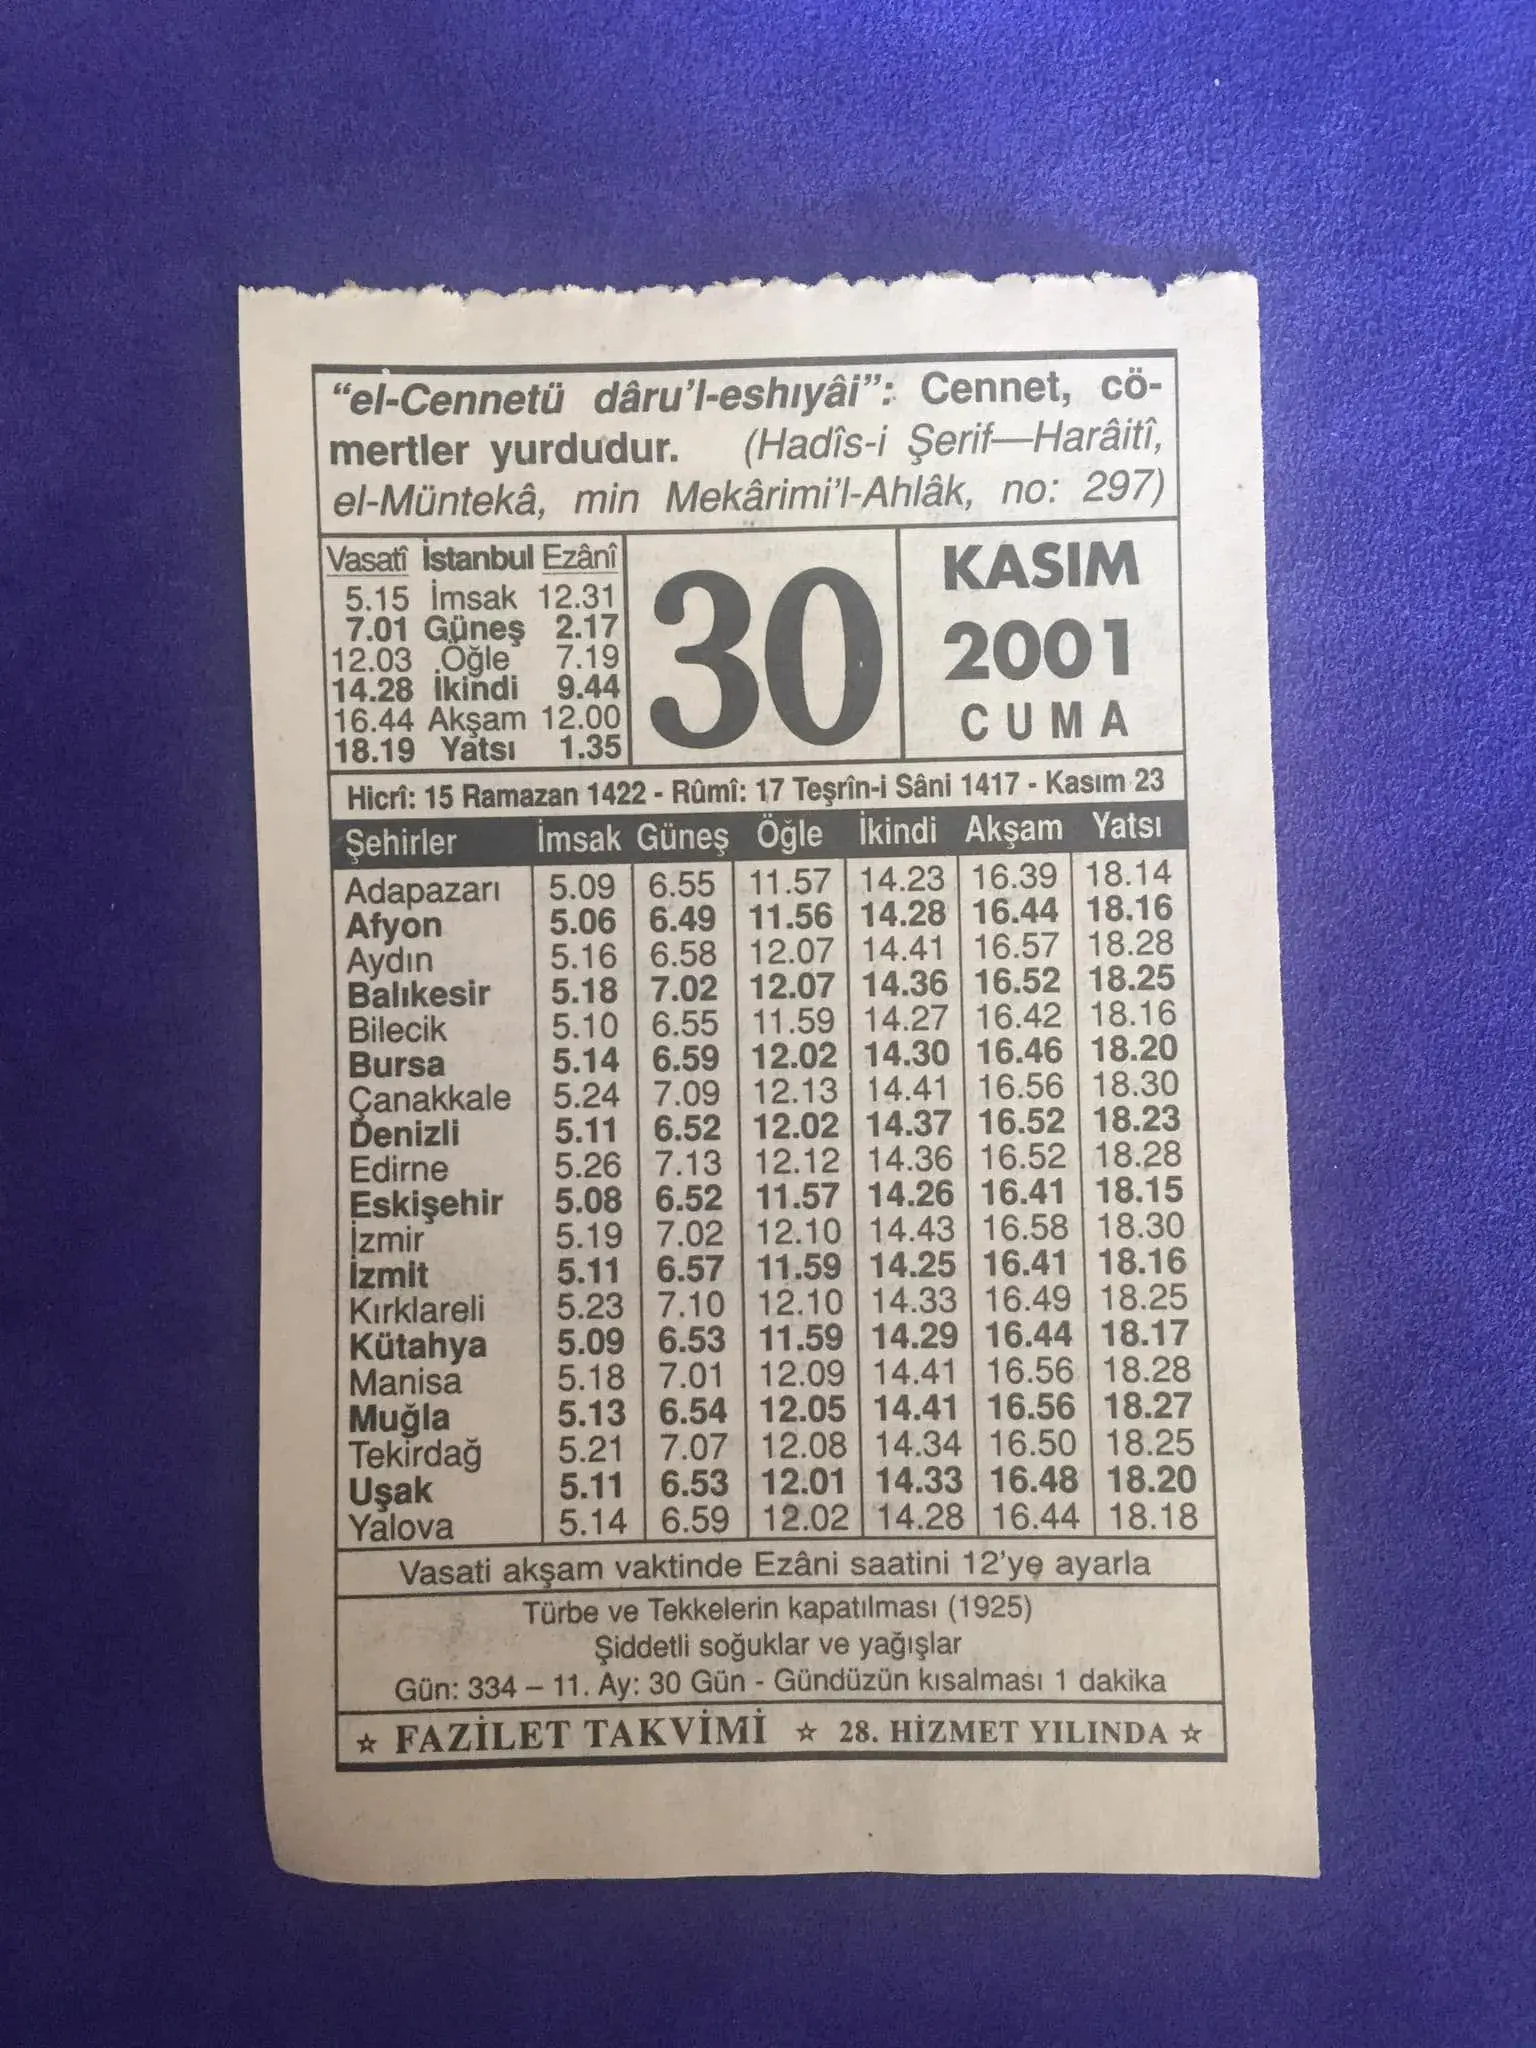 “el-Cennetü dâru’l-eshıyâi”: Cennet, cö-
mertler yurdudur. (Hadîs-i Şerif—Harâitî,
el-Müntekâ, min Mekârimi’l-Ahlâk, no: 297)
Vasatî İstanbul Ezânî
5.15 İmsak 12.31
7.01 Güneş 2.17
12.03 Öğle 7.19
14.28 İkindi 9.44
16.44 Akşam 12.00
18.19 Yatsı 1.35
30
KASIM
2001
CUMA
Hicrî: 15 Ramazan 1422 - Rûmî: 17 Teşrîn-i Sâni 1417 - Kasım 23
Şehirler İmsak Güneş Öğle İkindi Akşam Yatsı
Adapazarı 5.09 6.55 11.57 14.23 16.39 18.14
Afyon 5.06 6.49 11.56 14.28 16.44 18.16
Aydın 5.16 6.58 12.07 14.41 16.57 18.28
Balıkesir 5.18 7.02 12.07 14.36 16.52 18.25
Bilecik 5.10 6.55 11.59 14.27 16.42 18.16
Bursa 5.14 6.59 12.02 14.30 16.46 18.20
Çanakkale 5.24 7.09 12.13 14.41 16.56 18.30
Denizli 5.11 6.52 12.02 14.37 16.52 18.23
Edirne 5.26 7.13 12.12 14.36 16.52 18.28
Eskişehir 5.08 6.52 11.57 14.26 16.41 18.15
İzmir 5.19 7.02 12.10 14.43 16.58 18.30
İzmit 5.11 6.57 11.59 14.25 16.41 18.16
Kırklareli 5.23 7.10 12.10 14.33 16.49 18.25
Kütahya 5.09 6.53 11.59 14.29 16.44 18.17
Manisa 5.18 7.01 12.09 14.41 16.56 18.28
Muğla 5.13 6.54 12.05 14.41 16.56 18.27
Tekirdağ 5.21 7.07 12.08 14.34 16.50 18.25
Uşak 5.11 6.53 12.01 14.33 16.48 18.20
Yalova 5.14 6.59 12.02 14.28 16.44 18.18
Vasati akşam vaktinde Ezâni saatini 12’ye ayarla
Türbe ve Tekkelerin kapatılması (1925)
Şiddetli soğuklar ve yağışlar
Gün: 334 – 11. Ay: 30 Gün - Gündüzün kısalması 1 dakika
☆ FAZİLET TAKVİMİ ☆ 28. HİZMET YILINDA ☆